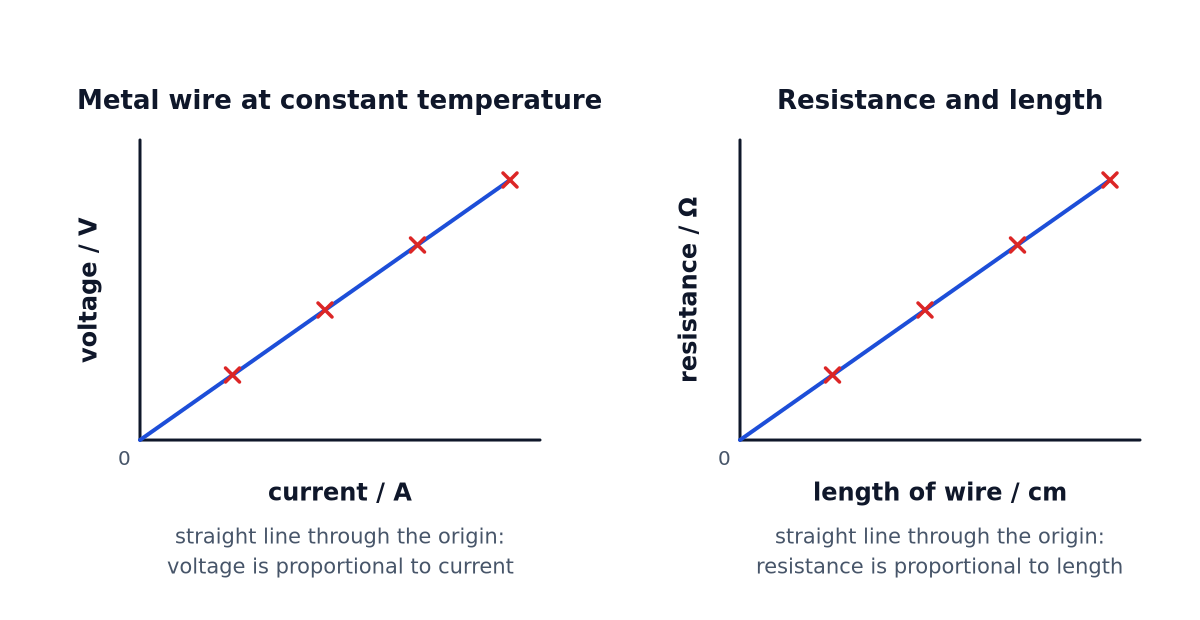 Metal wire at constant temperature
voltage / V
0
current / A
straight line through the origin:
voltage is proportional to current
Resistance and length
resistance / Ω
0
length of wire / cm
straight line through the origin:
resistance is proportional to length